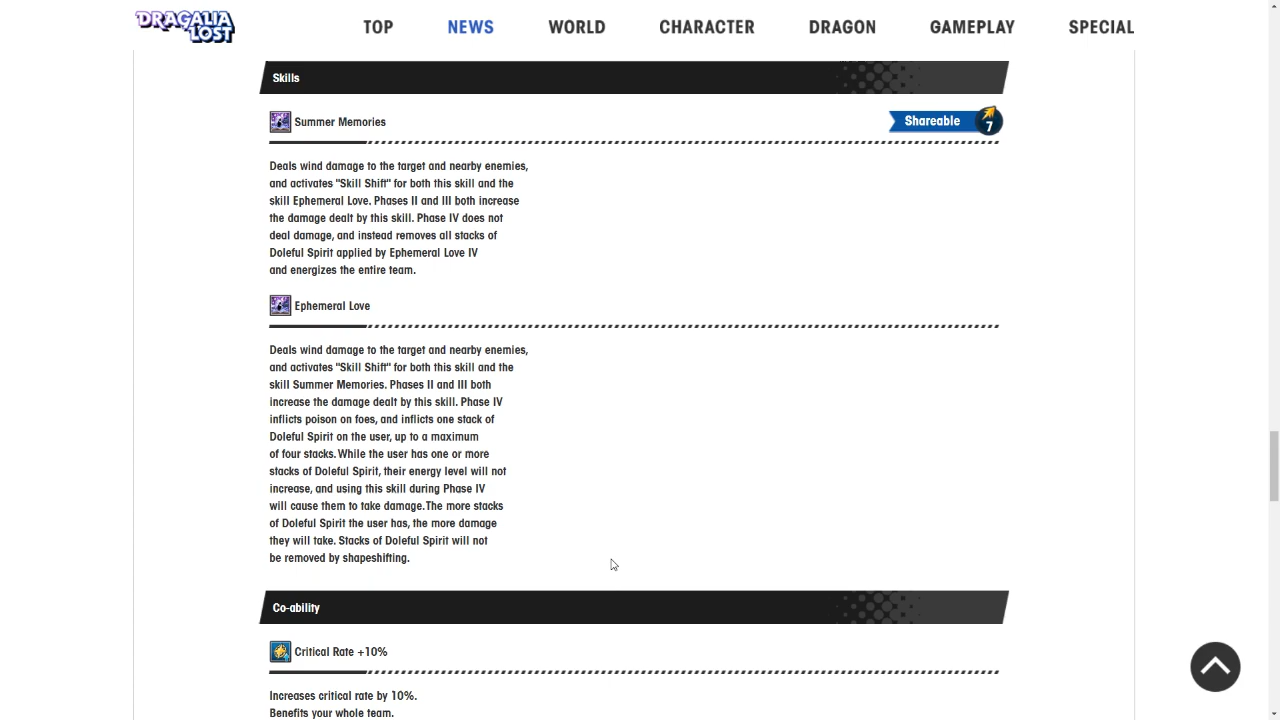 DRAGALIA LOST
TOP NEWS WORLD CHARACTER DRAGON GAMEPLAY SPECIAL
Skills
Summer Memories
Shareable 7
Deals wind damage to the target and nearby enemies,
and activates "Skill Shift" for both this skill and the
skill Ephemeral Love. Phases II and III both increase
the damage dealt by this skill. Phase IV does not
deal damage, and instead removes all stacks of
Doleful Spirit applied by Ephemeral Love IV
and energizes the entire team.
Ephemeral Love
Deals wind damage to the target and nearby enemies,
and activates "Skill Shift" for both this skill and the
skill Summer Memories. Phases II and III both
increase the damage dealt by this skill. Phase IV
inflicts poison on foes, and inflicts one stack of
Doleful Spirit on the user, up to a maximum
of four stacks. While the user has one or more
stacks of Doleful Spirit, their energy level will not
increase, and using this skill during Phase IV
will cause them to take damage. The more stacks
of Doleful Spirit the user has, the more damage
they will take. Stacks of Doleful Spirit will not
be removed by shapeshifting.
Co-ability
Critical Rate +10%
Increases critical rate by 10%.
Benefits your whole team.